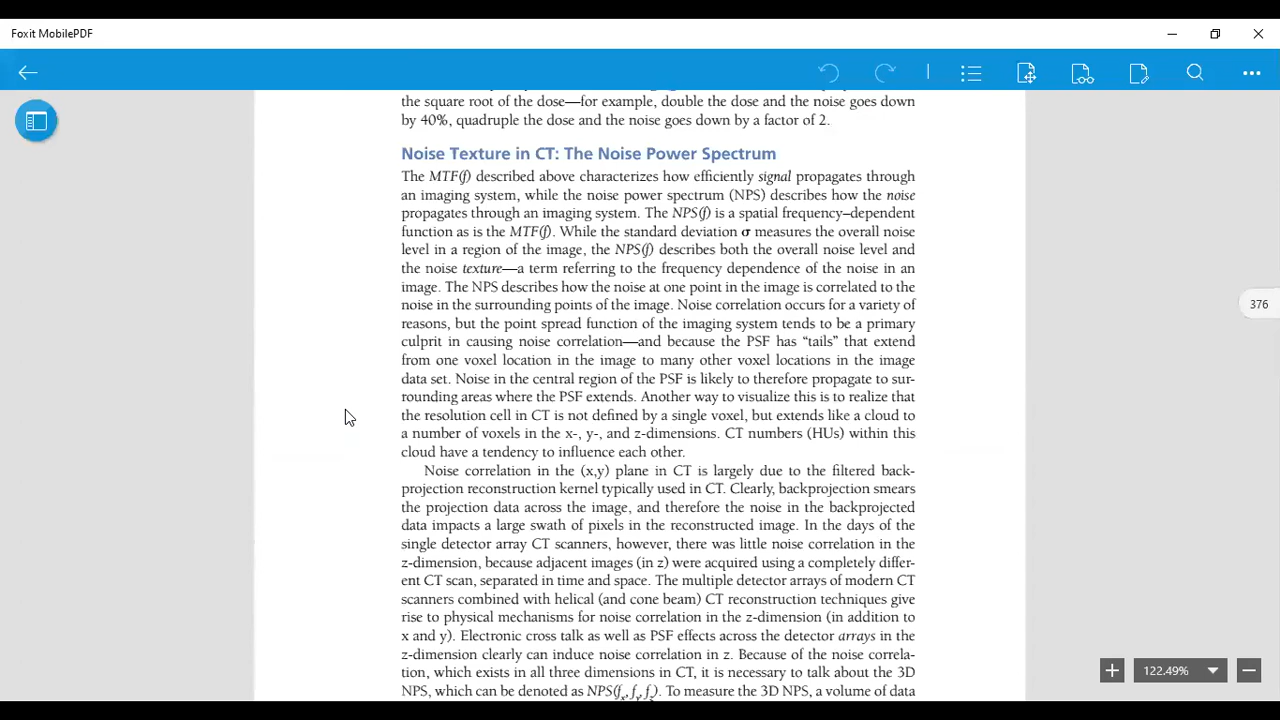 Foxit MobilePDF
the square root of the dose—for example, double the dose and the noise goes down
by 40%, quadruple the dose and the noise goes down by a factor of 2.
Noise Texture in CT: The Noise Power Spectrum
The MTF(f) described above characterizes how efficiently signal propagates through
an imaging system, while the noise power spectrum (NPS) describes how the noise
propagates through an imaging system. The NPS(f) is a spatial frequency–dependent
function as is the MTF(f). While the standard deviation σ measures the overall noise
level in a region of the image, the NPS(f) describes both the overall noise level and
the noise texture—a term referring to the frequency dependence of the noise in an
image. The NPS describes how the noise at one point in the image is correlated to the
noise in the surrounding points of the image. Noise correlation occurs for a variety of
reasons, but the point spread function of the imaging system tends to be a primary
culprit in causing noise correlation—and because the PSF has “tails” that extend
from one voxel location in the image to many other voxel locations in the image
data set. Noise in the central region of the PSF is likely to therefore propagate to sur-
rounding areas where the PSF extends. Another way to visualize this is to realize that
the resolution cell in CT is not defined by a single voxel, but extends like a cloud to
a number of voxels in the x-, y-, and z-dimensions. CT numbers (HUs) within this
cloud have a tendency to influence each other.
Noise correlation in the (x,y) plane in CT is largely due to the filtered back-
projection reconstruction kernel typically used in CT. Clearly, backprojection smears
the projection data across the image, and therefore the noise in the backprojected
data impacts a large swath of pixels in the reconstructed image. In the days of the
single detector array CT scanners, however, there was little noise correlation in the
z-dimension, because adjacent images (in z) were acquired using a completely differ-
ent CT scan, separated in time and space. The multiple detector arrays of modern CT
scanners combined with helical (and cone beam) CT reconstruction techniques give
rise to physical mechanisms for noise correlation in the z-dimension (in addition to
x and y). Electronic cross talk as well as PSF effects across the detector arrays in the
z-dimension clearly can induce noise correlation in z. Because of the noise correla-
tion, which exists in all three dimensions in CT, it is necessary to talk about the 3D
NPS, which can be denoted as NPS(fx, fy, fz). To measure the 3D NPS, a volume of data
376
122.49%